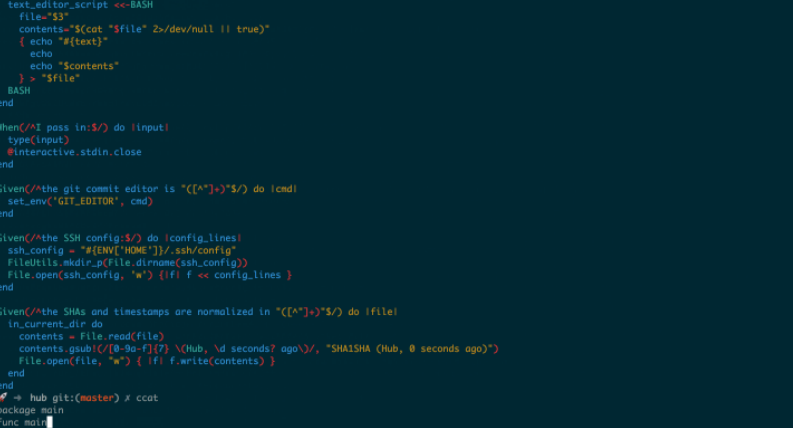 text_editor_script <<-BASH
file="$3"
contents="$(cat "$file" 2>/dev/null || true)"
{ echo "#{text}"
echo
echo "$contents"
} > "$file"
BASH
end
When(/^I pass in:$/) do |input|
type(input)
@interactive.stdin.close
end
Given(/^the git commit editor is "([^"]+)"$/) do |cmd|
set_env('GIT_EDITOR', cmd)
end
Given(/^the SSH config:$/) do |config_lines|
ssh_config = "#{ENV['HOME']}/.ssh/config"
FileUtils.mkdir_p(File.dirname(ssh_config))
File.open(ssh_config, 'w') {|f| f << config_lines }
end
Given(/^the SHAs and timestamps are normalized in "([^"]+)"$/) do |file|
in_current_dir do
contents = File.read(file)
contents.gsub!(/[0-9a-f]{7} \(Hub, \d seconds? ago\)/, "SHA1SHA (Hub, 0 seconds ago)")
File.open(file, "w") { |f| f.write(contents) }
end
end
🚀 → hub git:(master) ✗ ccat
package main
func main